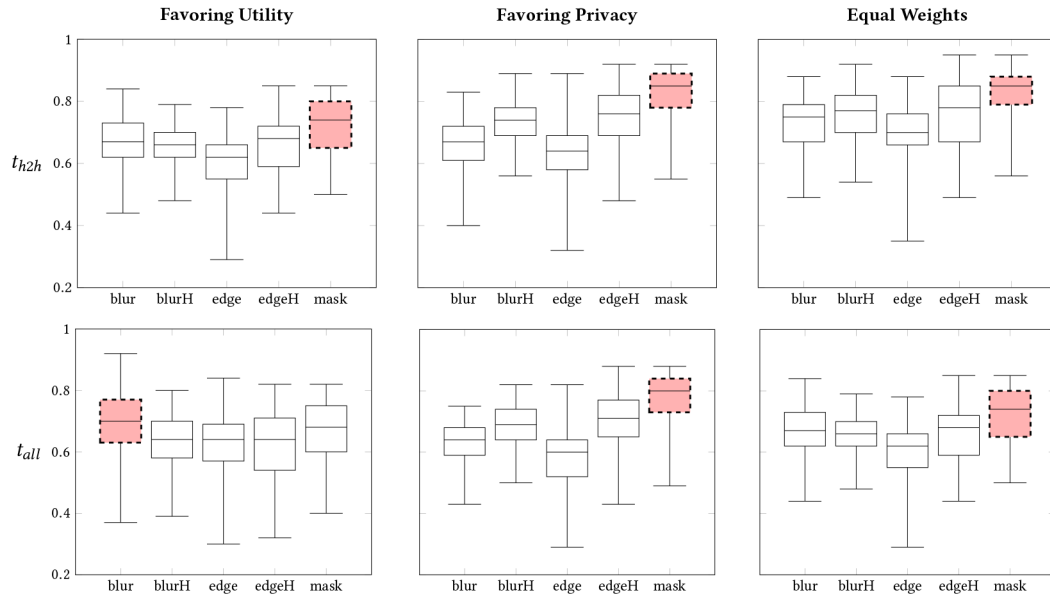 Favoring Utility Favoring Privacy Equal Weights
1
0.8
t_h2h 0.6
0.4
0.2
blur blurH edge edgeH mask blur blurH edge edgeH mask blur blurH edge edgeH mask
1
0.8
t_all 0.6
0.4
0.2
blur blurH edge edgeH mask blur blurH edge edgeH mask blur blurH edge edgeH mask